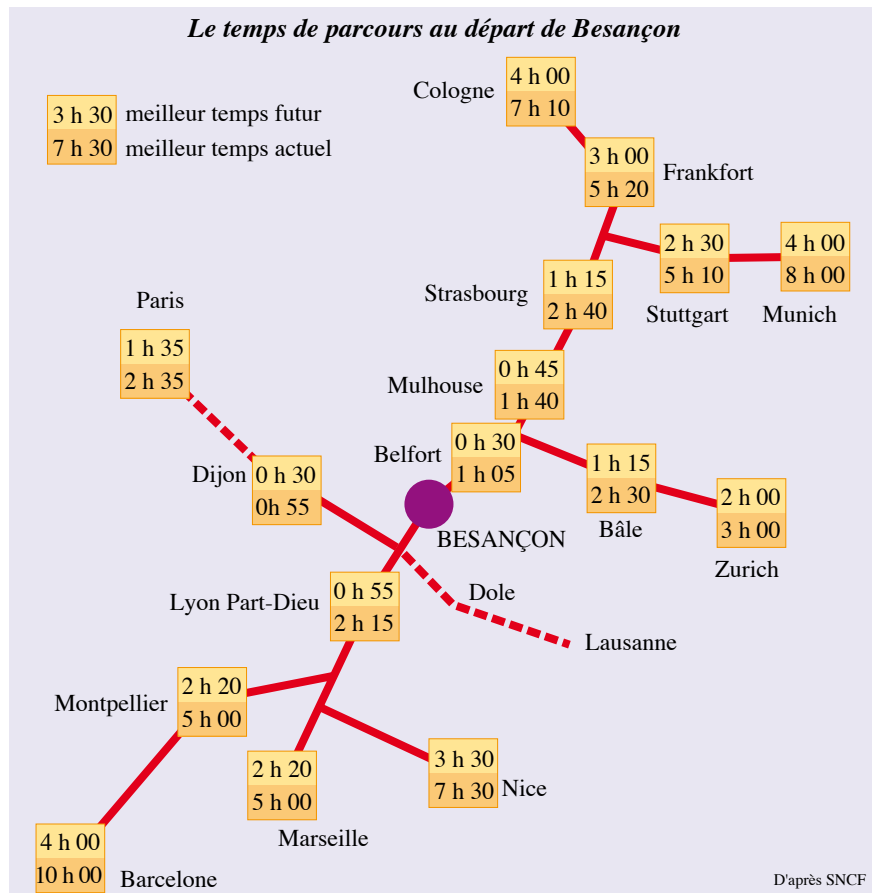 Le temps de parcours au départ de Besançon
3 h 30 meilleur temps futur
7 h 30 meilleur temps actuel
Cologne
4 h 00
7 h 10
3 h 00
5 20
Frankfort
2 h 30
5 10
Stuttgart
4 h 00
8 h 00
Munich
Strasbourg
1 h 15
2 h 40
Paris
1 h 35
2 h 35
Mulhouse
0 h 45
1 h 40
Belfort
0 h 30
1 h 05
1 h 15
2 h 30
Bâle
2 h 00
3 h 00
Zurich
Dijon
0 h 30
0h 55
BESANÇON
Lyon Part-Dieu
0 h 55
2 h 15
Dole
Lausanne
Montpellier
2 h 20
5 h 00
2 h 20
5 h 00
Marseille
3 h 30
7 h 30
Nice
4 h 00
10 h 00
Barcelone
D'après SNCF